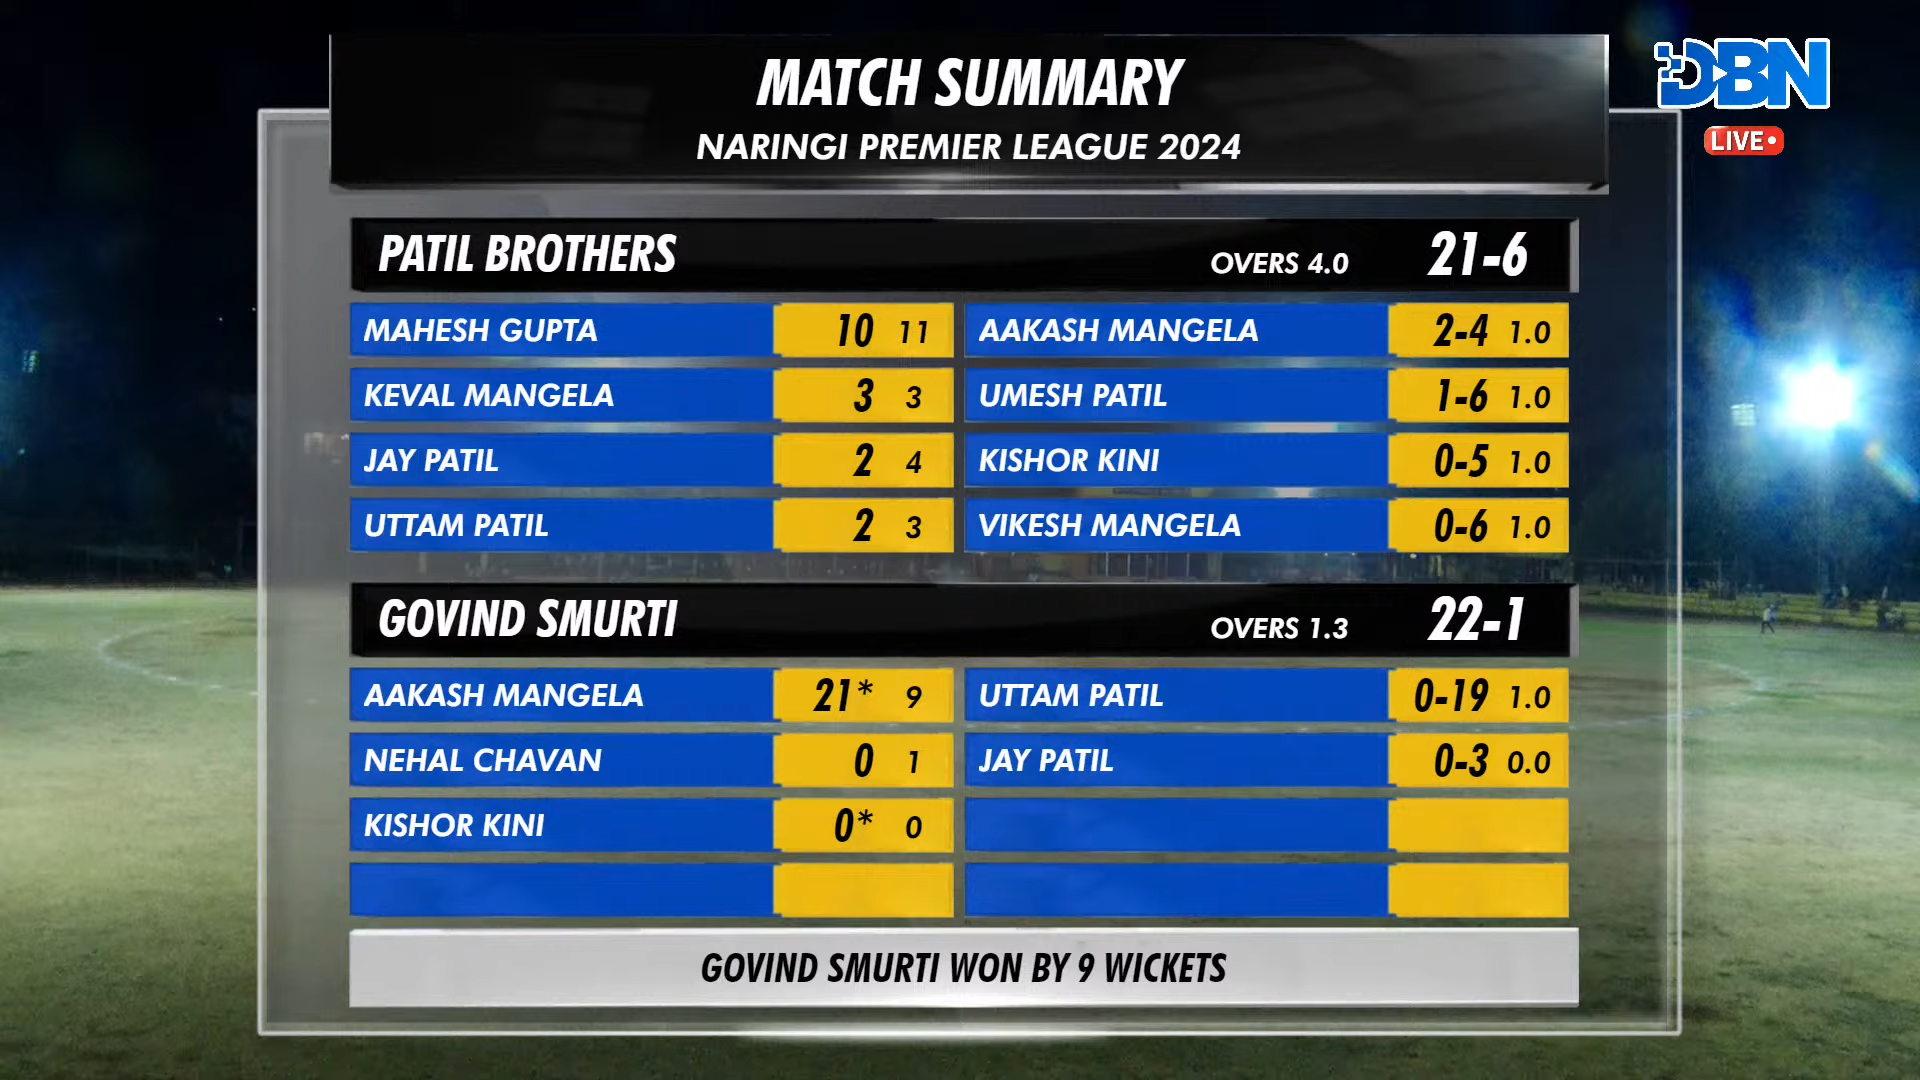 MATCH SUMMARY
NARINGI PREMIER LEAGUE 2024
DBN
LIVE
PATIL BROTHERS OVERS 4.0 21-6
MAHESH GUPTA 10 11 AAKASH MANGELA 2-4 1.0
KEVAL MANGELA 3 3 UMESH PATIL 1-6 1.0
JAY PATIL 2 4 KISHOR KINI 0-5 1.0
UTTAM PATIL 2 3 VIKESH MANGELA 0-6 1.0
GOVIND SMURTI OVERS 1.3 22-1
AAKASH MANGELA 21* 9 UTTAM PATIL 0-19 1.0
NEHAL CHAVAN 0 1 JAY PATIL 0-3 0.0
KISHOR KINI 0* 0
GOVIND SMURTI WON BY 9 WICKETS